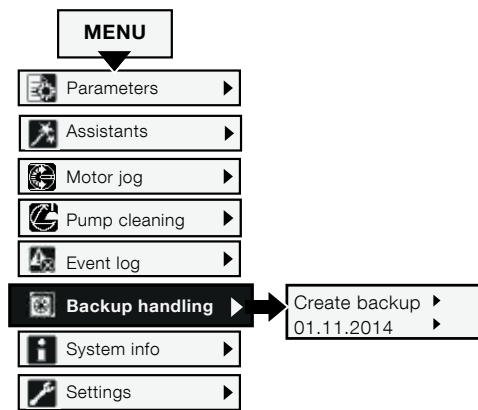 MENU
Parameters
Assistants
Motor jog
Pump cleaning
Event log
Backup handling
Create backup
01.11.2014
System info
Settings